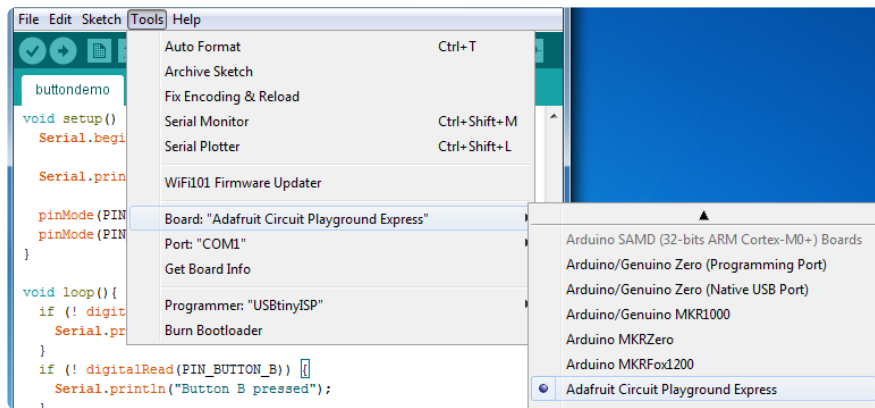 File Edit Sketch Tools Help
Auto Format Ctrl+T
Archive Sketch
Fix Encoding & Reload
Serial Monitor Ctrl+Shift+M
Serial Plotter Ctrl+Shift+L
WiFi101 Firmware Updater
Board: "Adafruit Circuit Playground Express"
Port: "COM1"
Get Board Info
Programmer: "USBtinyISP"
Burn Bootloader
buttondemo
void setup()
Serial.begi
Serial.prin
pinMode(PIN
pinMode(PIN
}
void loop(){
if (! digit
Serial.pr
}
if (! digitalRead(PIN_BUTTON_B)) {
Serial.println("Button B pressed");
}
Arduino SAMD (32-bits ARM Cortex-M0+) Boards
Arduino/Genuino Zero (Programming Port)
Arduino/Genuino Zero (Native USB Port)
Arduino/Genuino MKR1000
Arduino MKRZero
Arduino MKRFox1200
Adafruit Circuit Playground Express